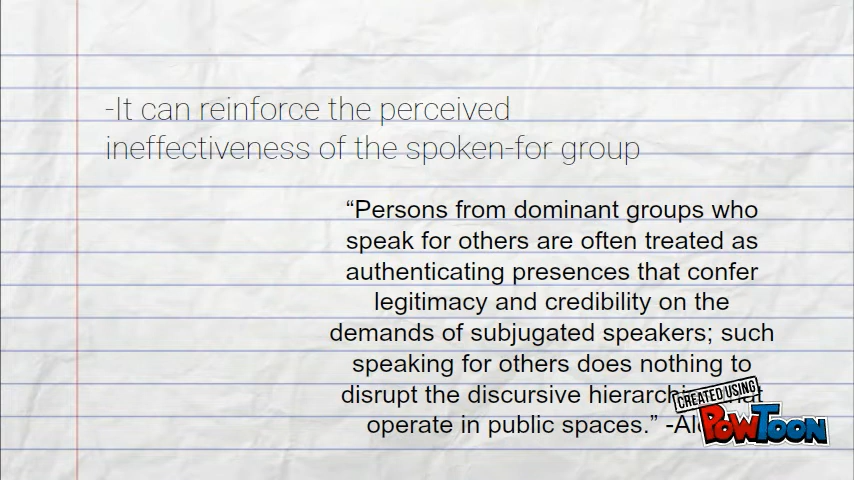 -It can reinforce the perceived
ineffectiveness of the spoken-for group
“Persons from dominant groups who
speak for others are often treated as
authenticating presences that confer
legitimacy and credibility on the
demands of subjugated speakers; such
speaking for others does nothing to
disrupt the discursive
operate in public spaces.”
CREATED USING
POWTOON